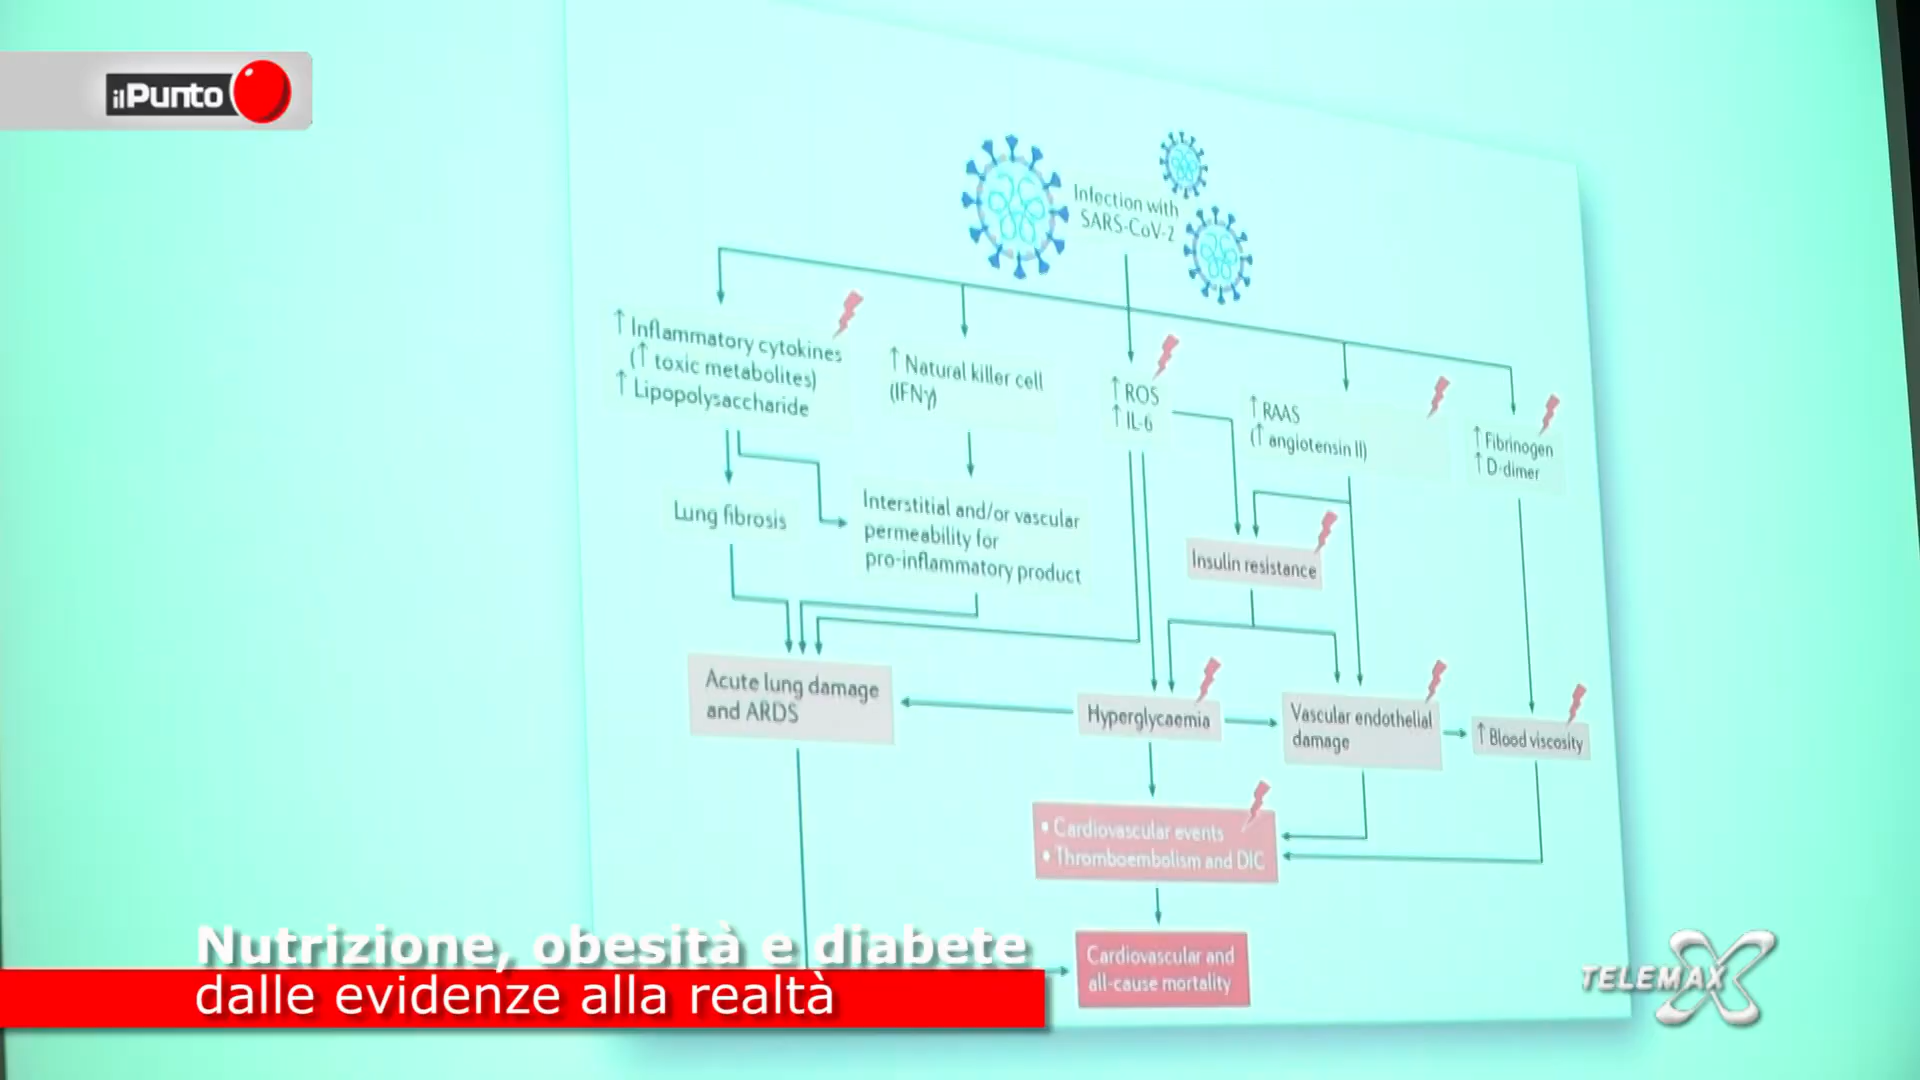 ilPunto
Infection with
SARS-CoV-2
↑ Inflammatory cytokines
(↑ toxic metabolites)
↑ Lipopolysaccharide
↑ Natural killer cell
(IFNγ)
↑ ROS
↑ IL-6
↑ RAAS
(↑ angiotensin II)
↑ Fibrinogen
↑ D-dimer
Lung fibrosis
Interstitial and/or vascular
permeability for
pro-inflammatory product
Insulin resistance
Acute lung damage
and ARDS
Hyperglycaemia
Vascular endothelial
damage
↑ Blood viscosity
• Cardiovascular events
• Thromboembolism and DIC
Cardiovascular and
all-cause mortality
Nutrizione, obesità e diabete
dalle evidenze alla realtà
TELEMAX